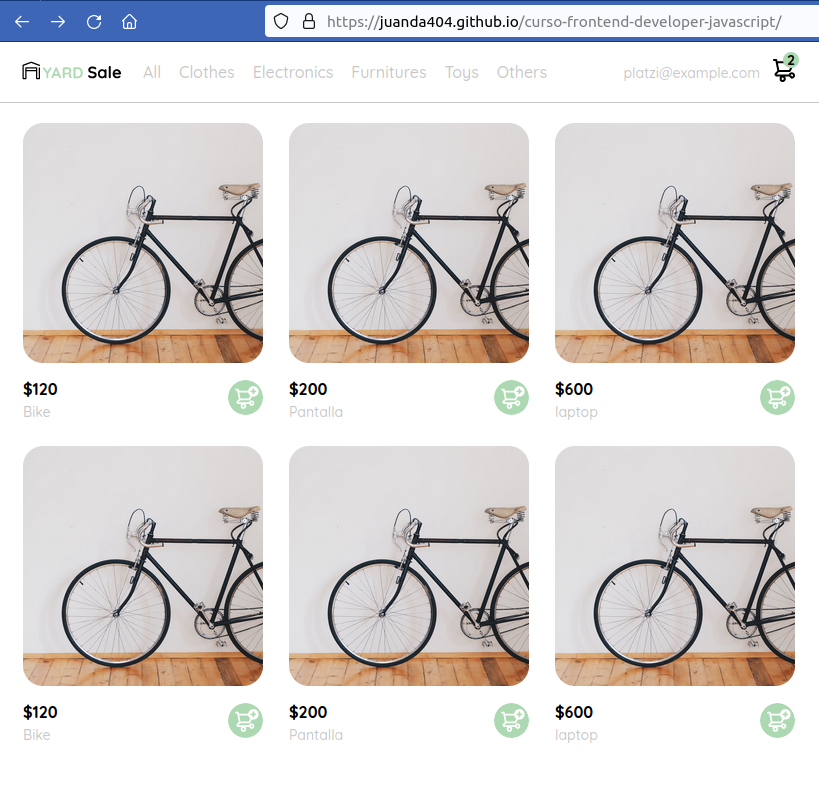 https://juanda404.github.io/curso-frontend-developer-javascript/
YARD Sale All Clothes Electronics Furnitures Toys Others platzi@example.com 2
$120 $200 $600
Bike Pantalla laptop
$120 $200 $600
Bike Pantalla laptop